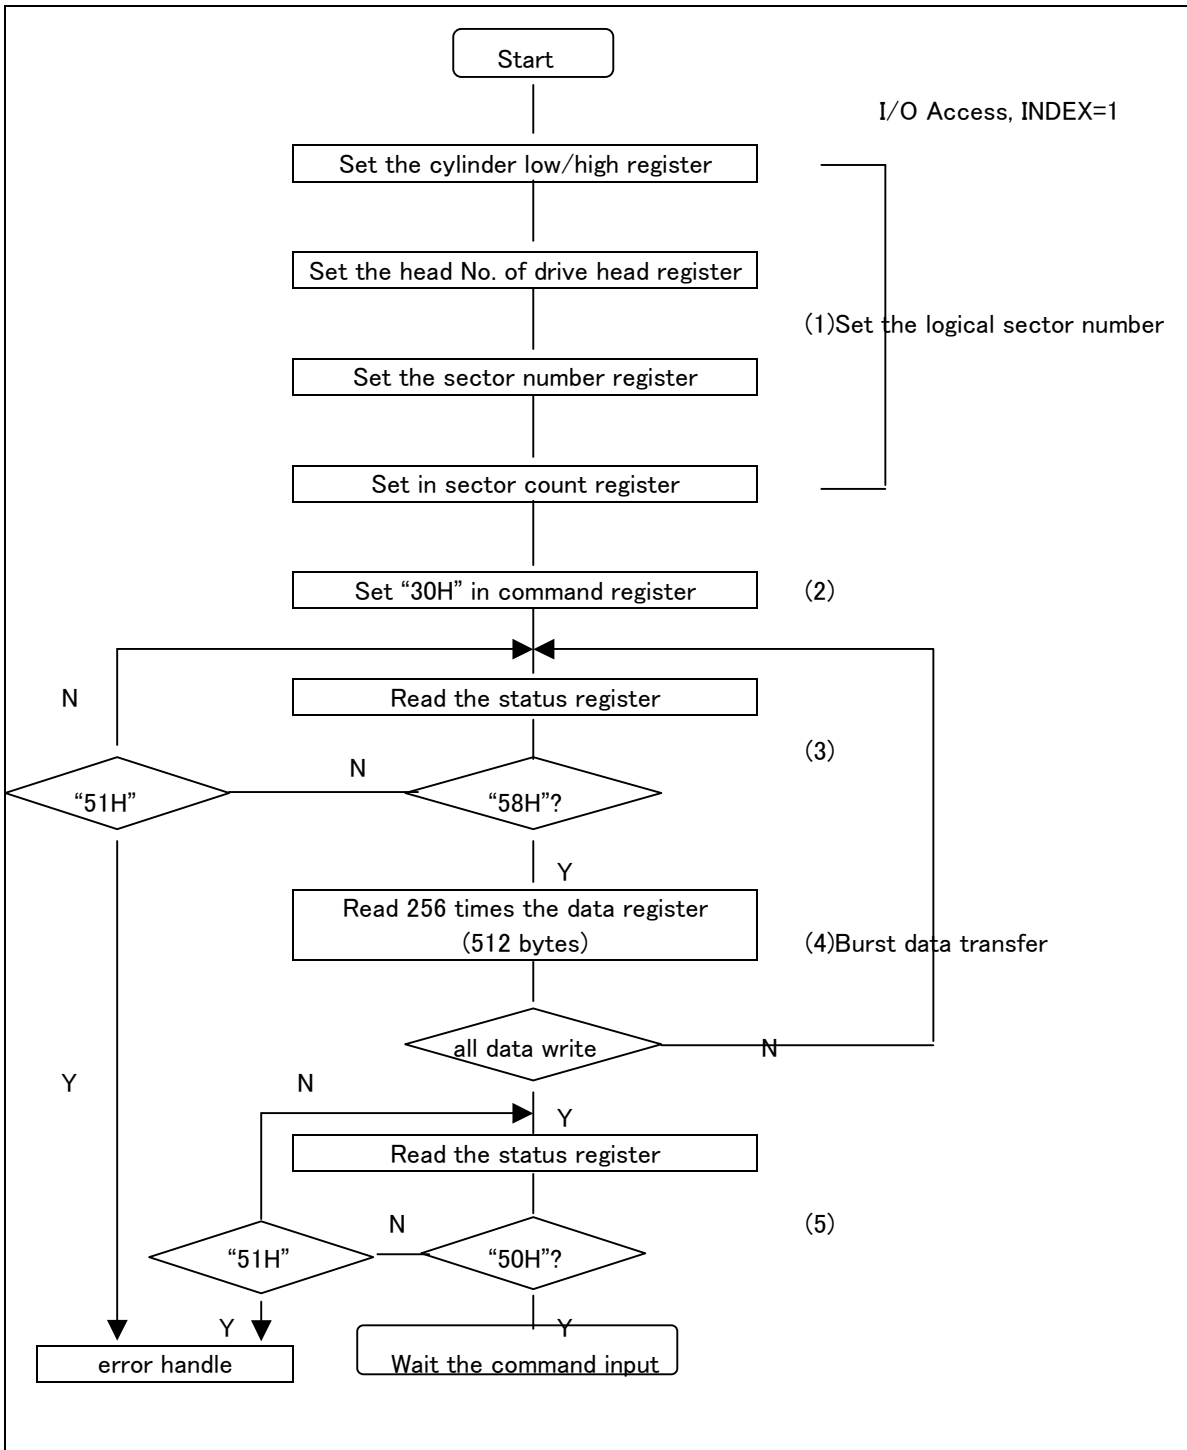 Start
I/O Access, INDEX=1
Set the cylinder low/high register
Set the head No. of drive head register
(1)Set the logical sector number
Set the sector number register
Set in sector count register
Set “30H” in command register
(2)
N
Read the status register
(3)
N
“51H”
“58H”?
Y
Read 256 times the data register
(512 bytes)
(4)Burst data transfer
all data write
N
Y
N
Y
Read the status register
N
(5)
“51H”
“50H”?
Y
Y
error handle
Wait the command input